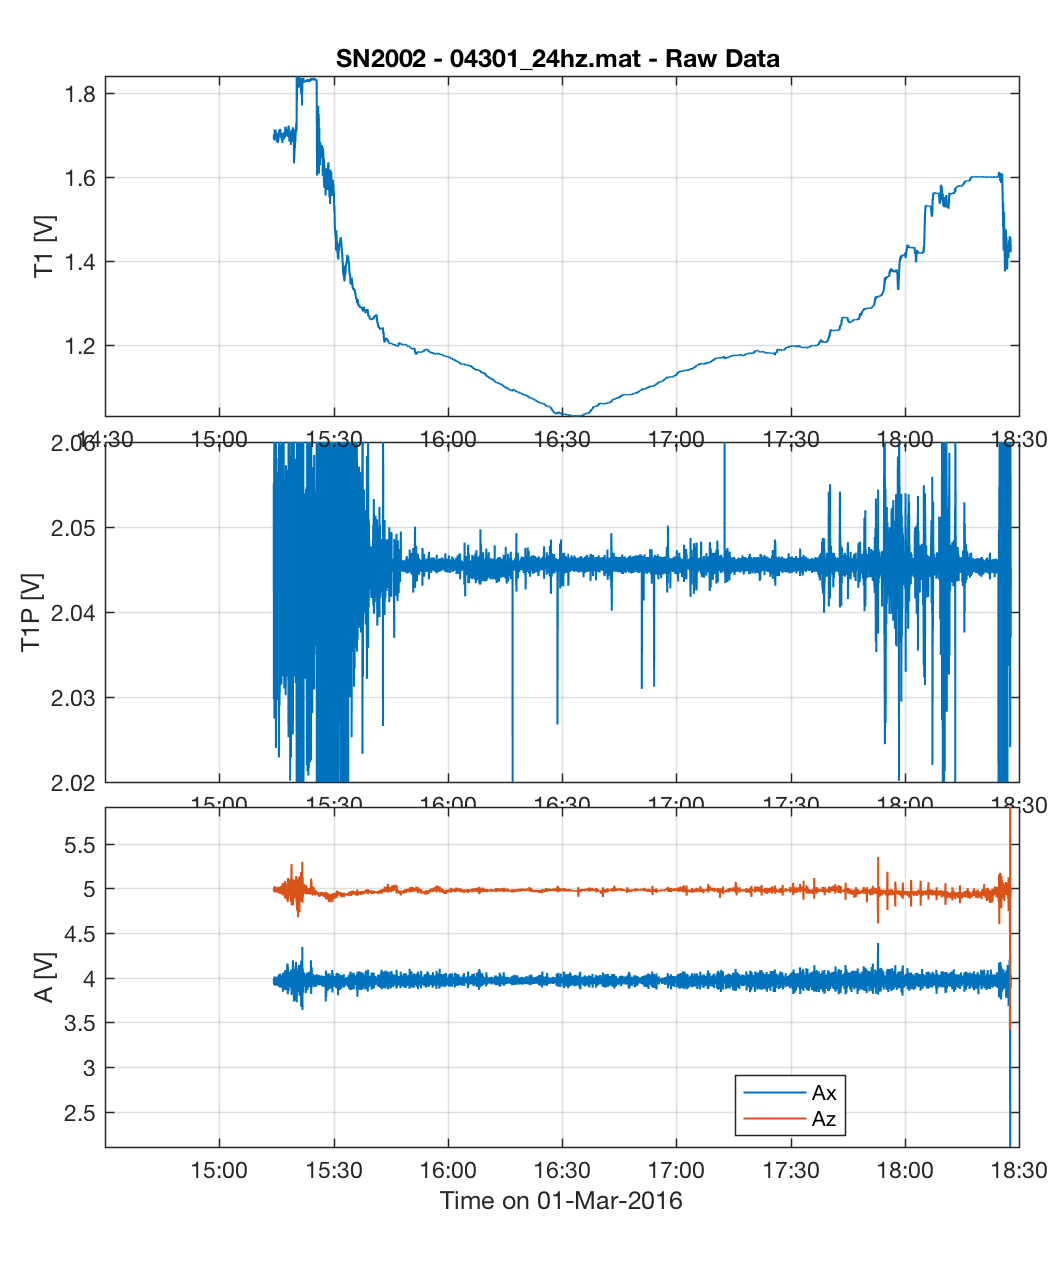 SN2002 - 04301_24hz.mat - Raw Data
T1 [V]
1.8
1.6
1.4
1.2
14:30 15:00 15:30 16:00 16:30 17:00 17:30 18:00 18:30
T1P [V]
2.06
2.05
2.04
2.03
2.02
15:00 15:30 16:00 16:30 17:00 17:30 18:00 18:30
A [V]
5.5
5
4.5
4
3.5
3
2.5
Ax
Az
15:00 15:30 16:00 16:30 17:00 17:30 18:00 18:30
Time on 01-Mar-2016